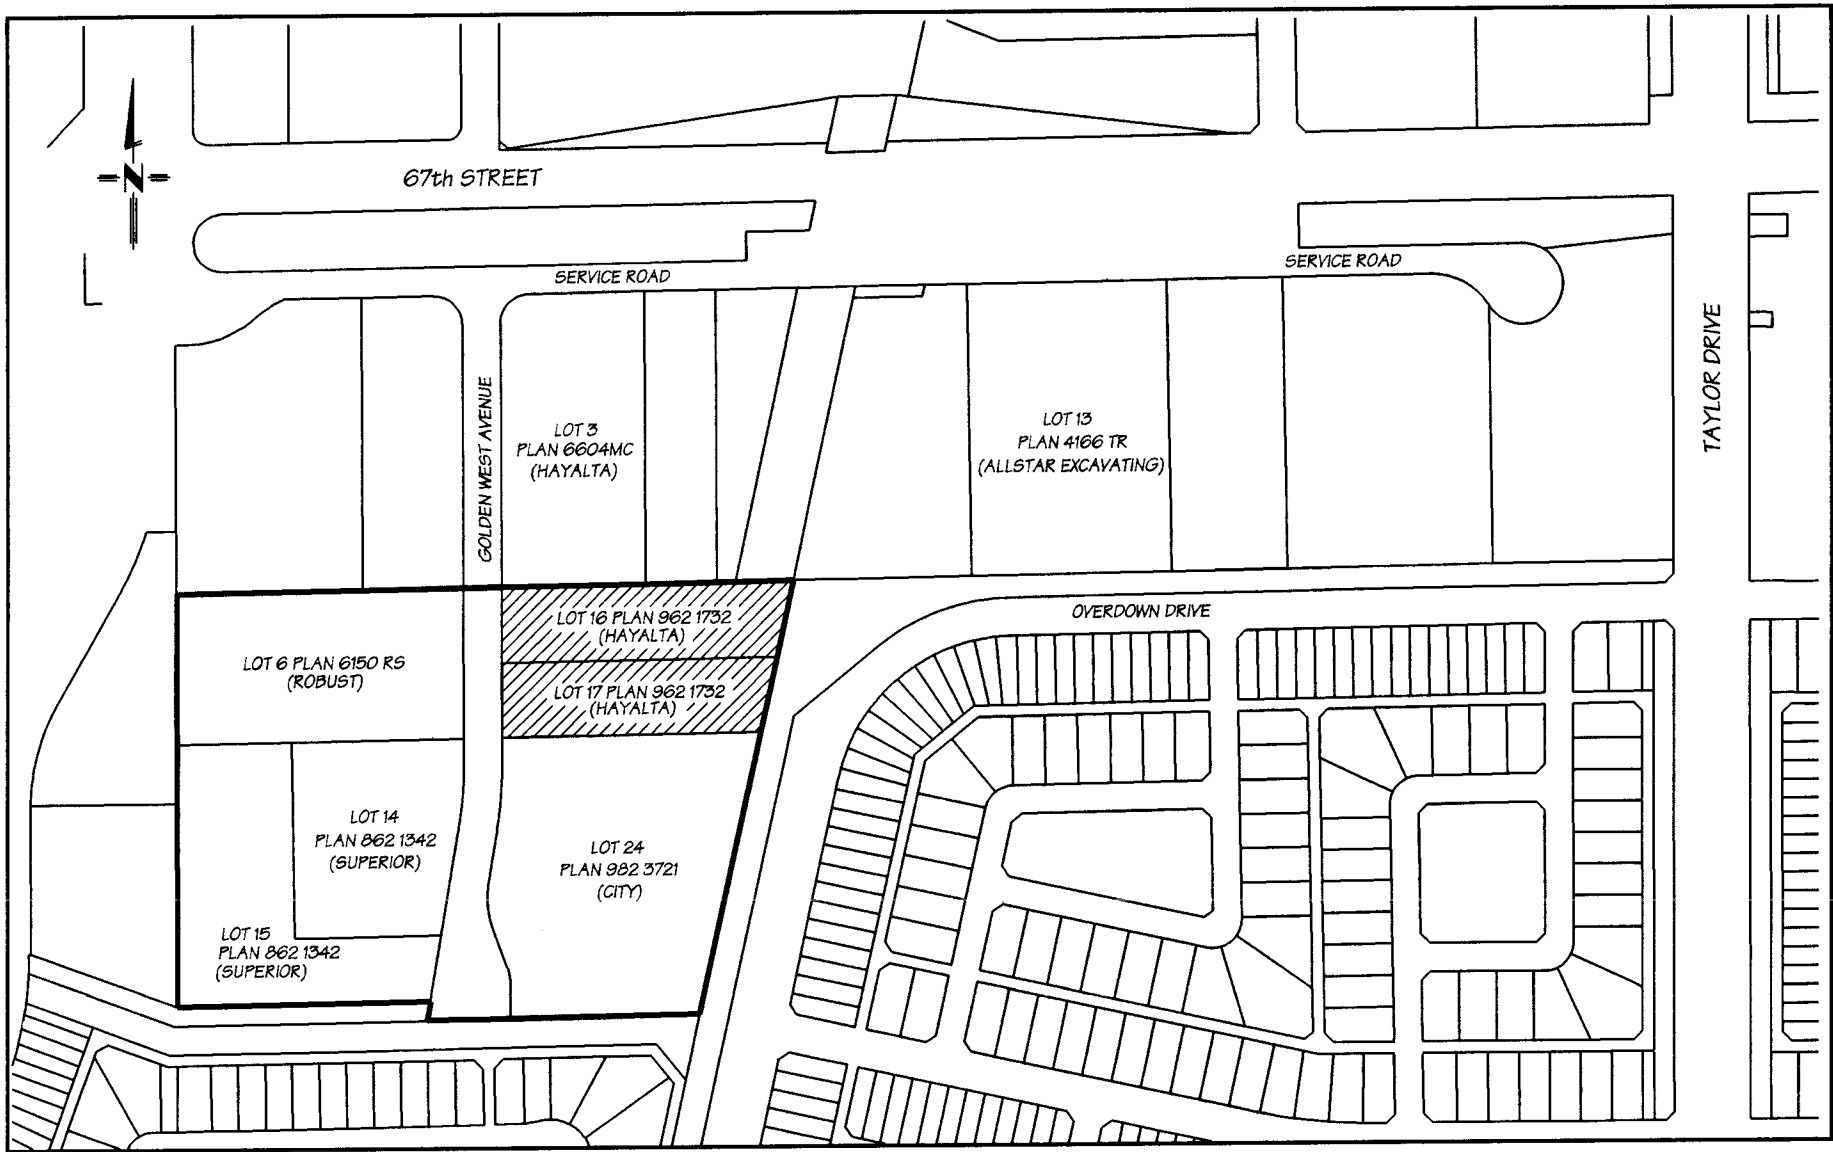 N
67th STREET
SERVICE ROAD
SERVICE ROAD
TAYLOR DRIVE
GOLDEN WEST AVENUE
LOT 3
PLAN 6604MC
(HAYALTA)
LOT 13
PLAN 4166 TR
(ALLSTAR EXCAVATING)
OVERDOWN DRIVE
LOT 16 PLAN 962 1732
(HAYALTA)
LOT 6 PLAN 6150 RS
(ROBUST)
LOT 17 PLAN 962 1732
(HAYALTA)
LOT 14
PLAN 862 1342
(SUPERIOR)
LOT 24
PLAN 982 3721
(CITY)
LOT 15
PLAN 862 1342
(SUPERIOR)